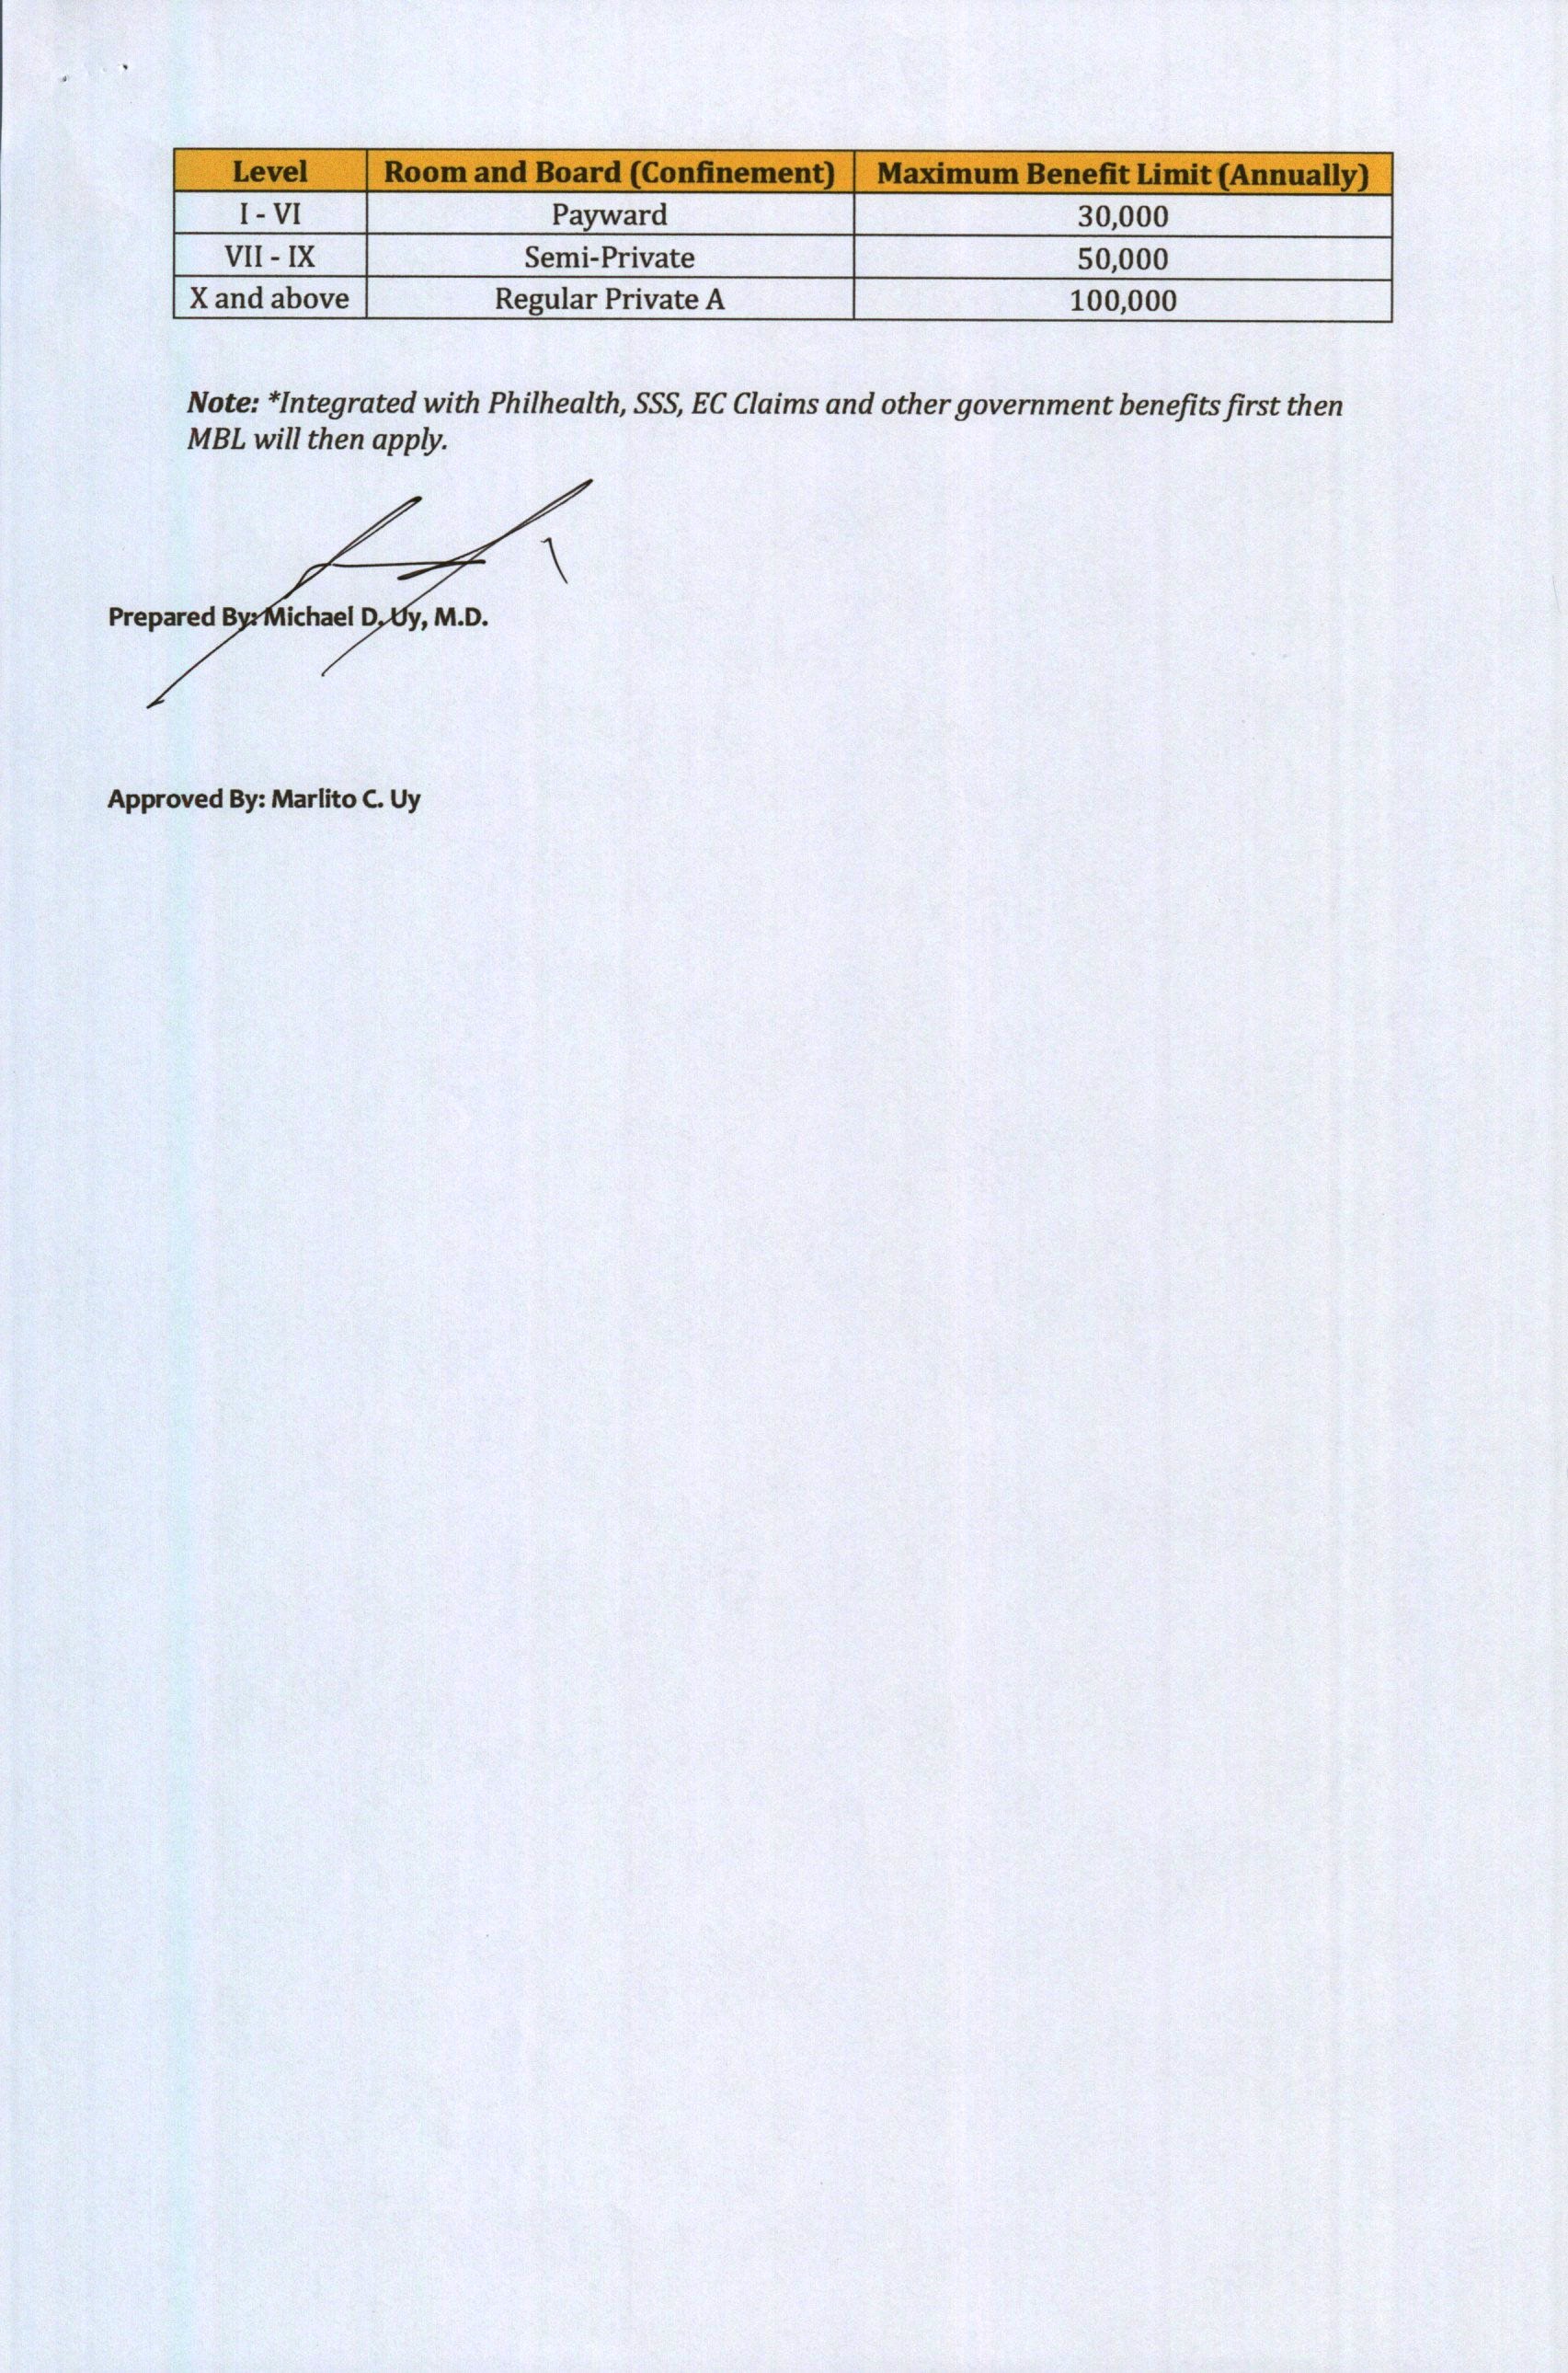 Level Room and Board (Confinement) Maximum Benefit Limit (Annually)
I - VI Payward 30,000
VII - IX Semi-Private 50,000
X and above Regular Private A 100,000
Note: *Integrated with Philhealth, SSS, EC Claims and other government benefits first then
MBL will then apply.
Prepared By: Michael D. Uy, M.D.
Approved By: Marlito C. Uy